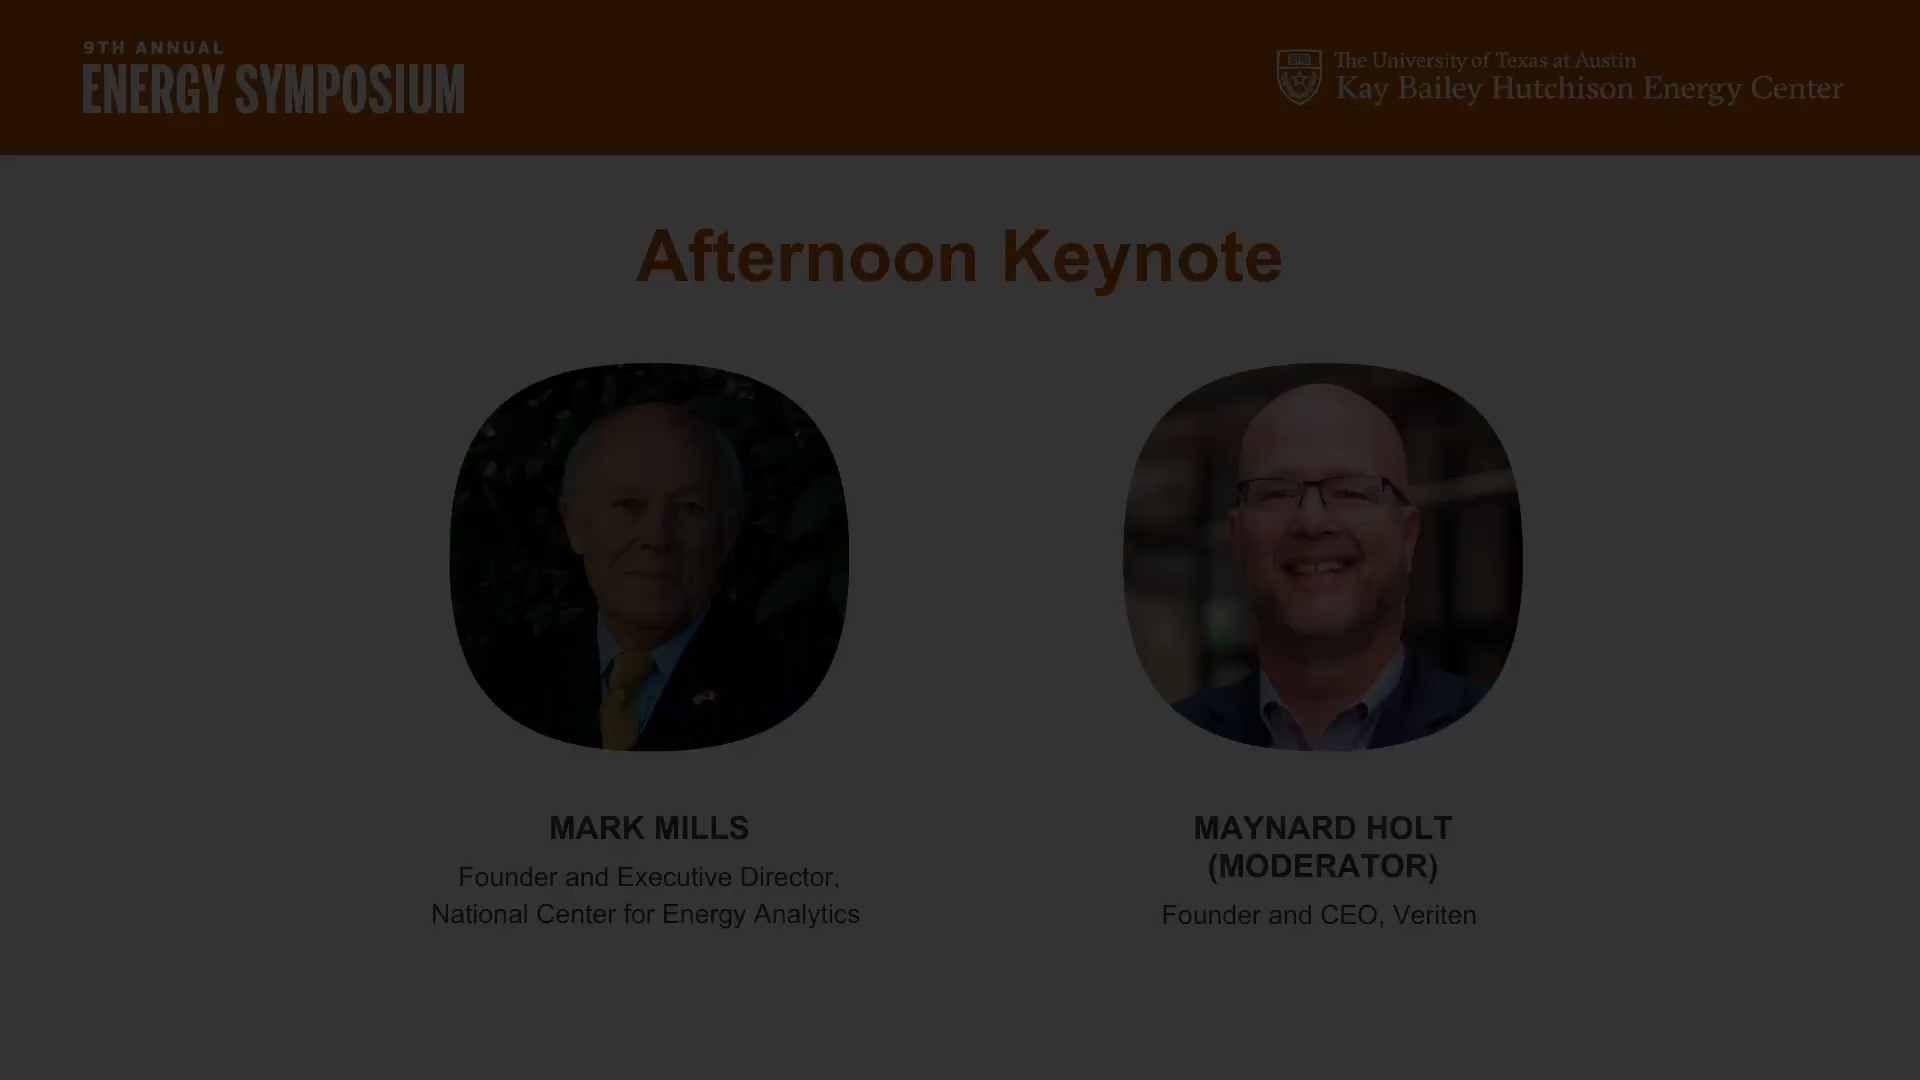 9TH ANNUAL
ENERGY SYMPOSIUM
The University of Texas at Austin
Kay Bailey Hutchison Energy Center
Afternoon Keynote
MARK MILLS
Founder and Executive Director,
National Center for Energy Analytics
MAYNARD HOLT
(MODERATOR)
Founder and CEO, Veriten